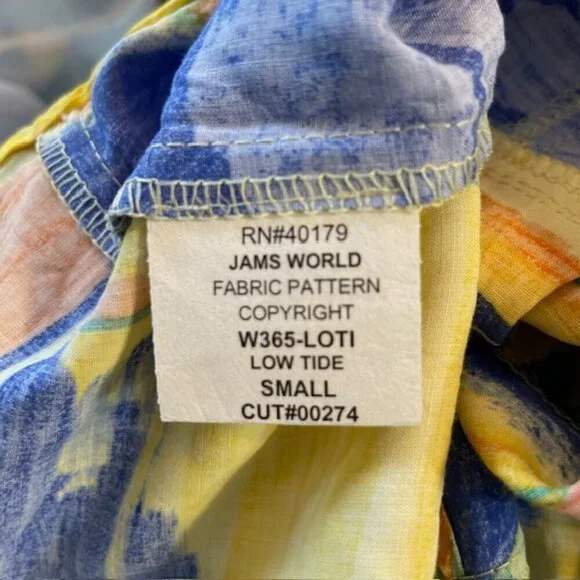 RN#40179
JAMS WORLD
FABRIC PATTERN
COPYRIGHT
W365-LOTI
LOW TIDE
SMALL
CUT#00274